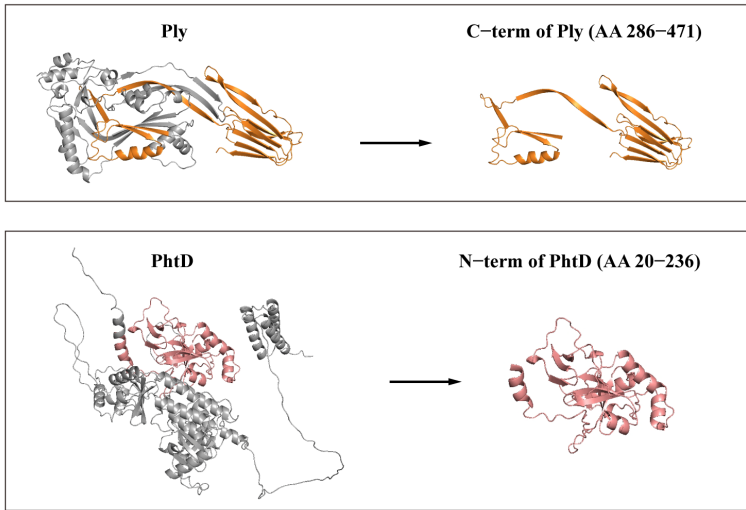 Ply
C−term of Ply (AA 286−471)
PhtD
N−term of PhtD (AA 20−236)